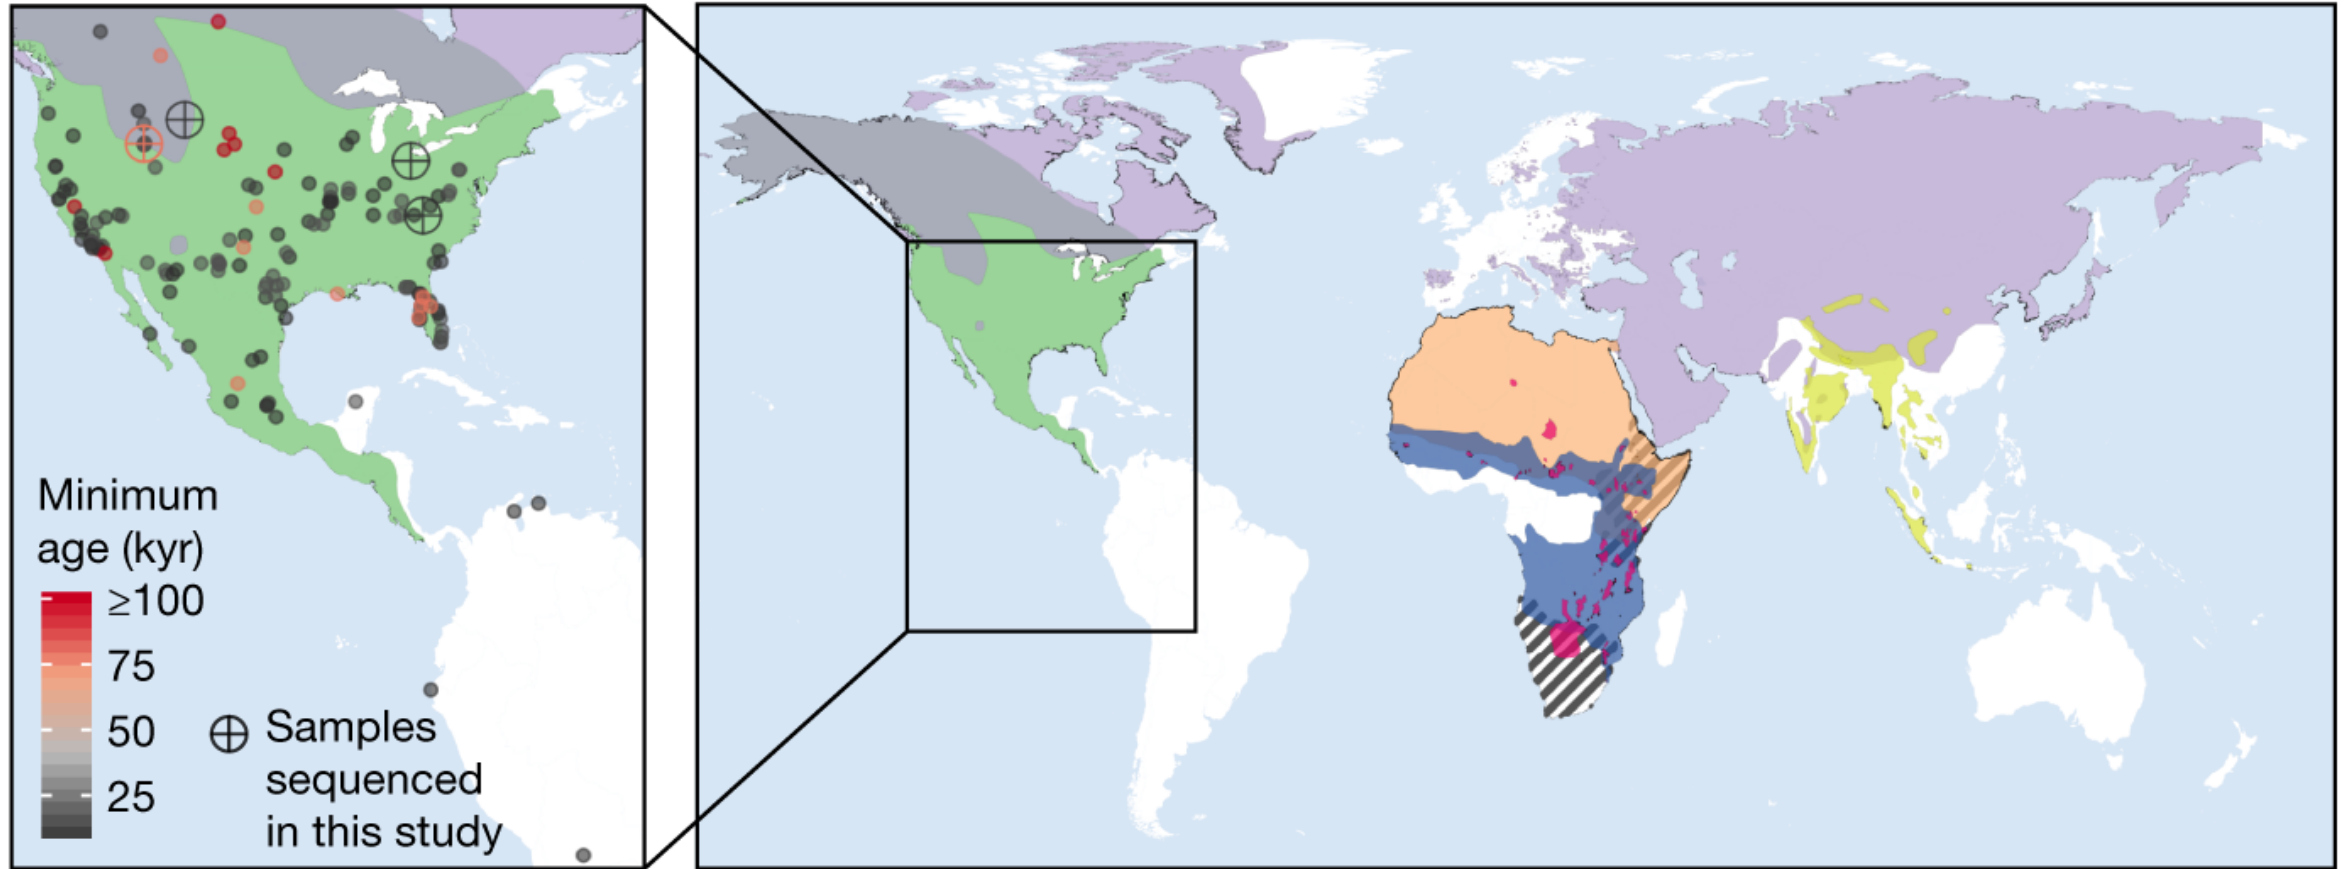 Minimum
age (kyr)
≥100
75
50
25
Samples
sequenced
in this study